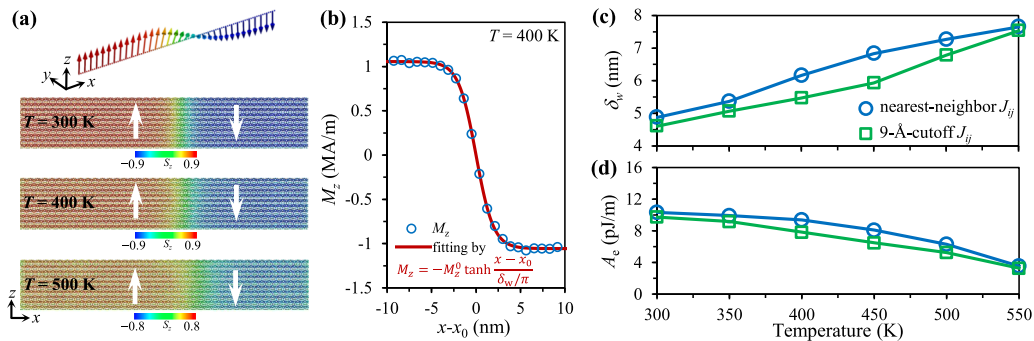 (a)
z
y
x
T = 300 K
−0.9 S_z 0.9
T = 400 K
−0.9 S_z 0.9
T = 500 K
z
x
−0.8 S_z 0.8
(b)
T = 400 K
M_z (MA/m)
1.5
1
0.5
0
-0.5
-1
-1.5
M_z
fitting by
M_z = −M_z^0 tanh (x − x_0)/(δ_w/π)
-10 -5 0 5 10
x-x_0 (nm)
(c)
δ_w (nm)
8
7
6
5
4
nearest-neighbor J_ij
9-Å-cutoff J_ij
(d)
A_e (pJ/m)
20
16
12
8
4
0
300 350 400 450 500 550
Temperature (K)